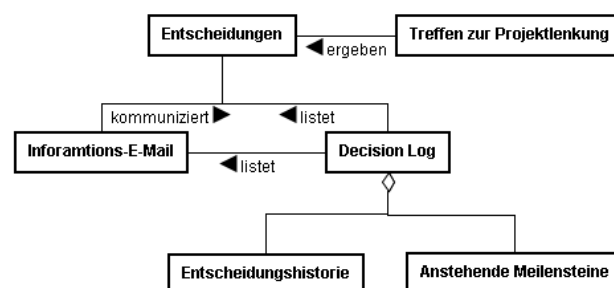 Entscheidungen
Treffen zur Projektlenkung
ergeben
kommuniziert
listet
Inforamtions-E-Mail
Decision Log
listet
Entscheidungshistorie
Anstehende Meilensteine